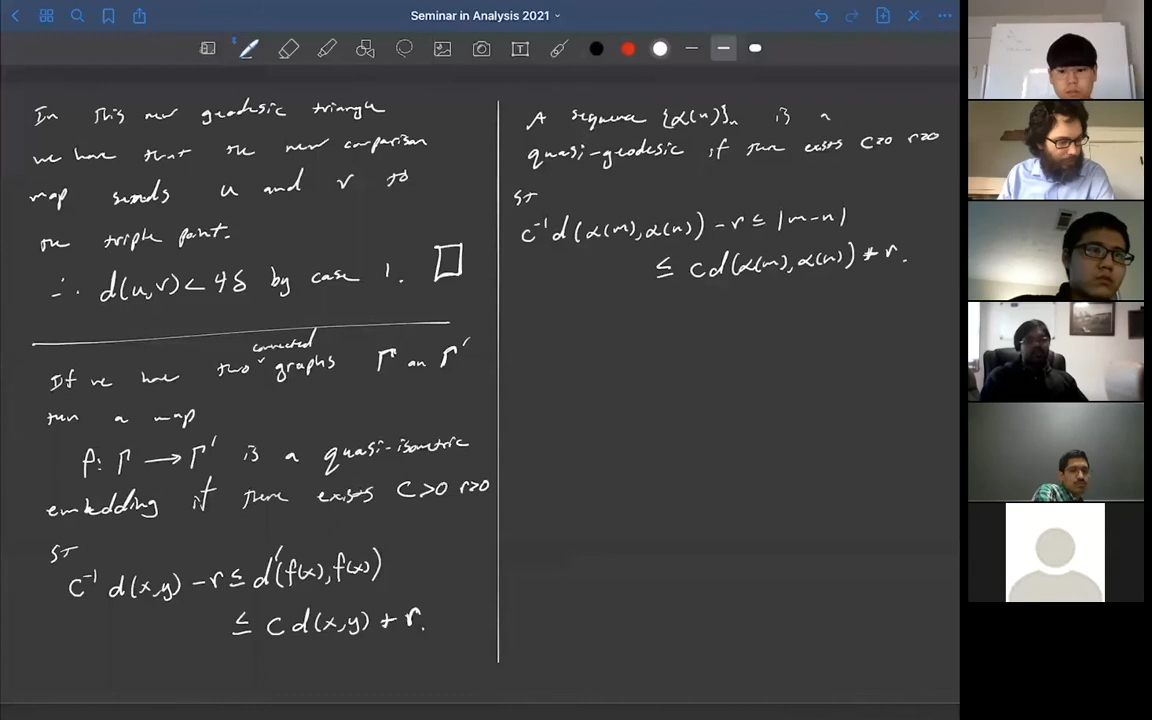 Seminar in Analysis 2021
In this new geodesic triangle
we have that the new comparison
map sends u and v to
the triple point.
∴ d(u,v) < 4δ by case 1. □
If we have two connected graphs Γ an Γ'
then a map
f: Γ → Γ' is a quasi-isometric
embedding if there exists C>0 r≥0
ST
C⁻¹ d(x,y) - r ≤ d'(f(x), f(x))
≤ C d(x,y) + r.
A sequence {α(n)}ₙ is a
quasi-geodesic if there exists C>0 r≥0
ST
C⁻¹ d(α(m), α(n)) - r ≤ |m-n|
≤ C d(α(m), α(n)) + r.